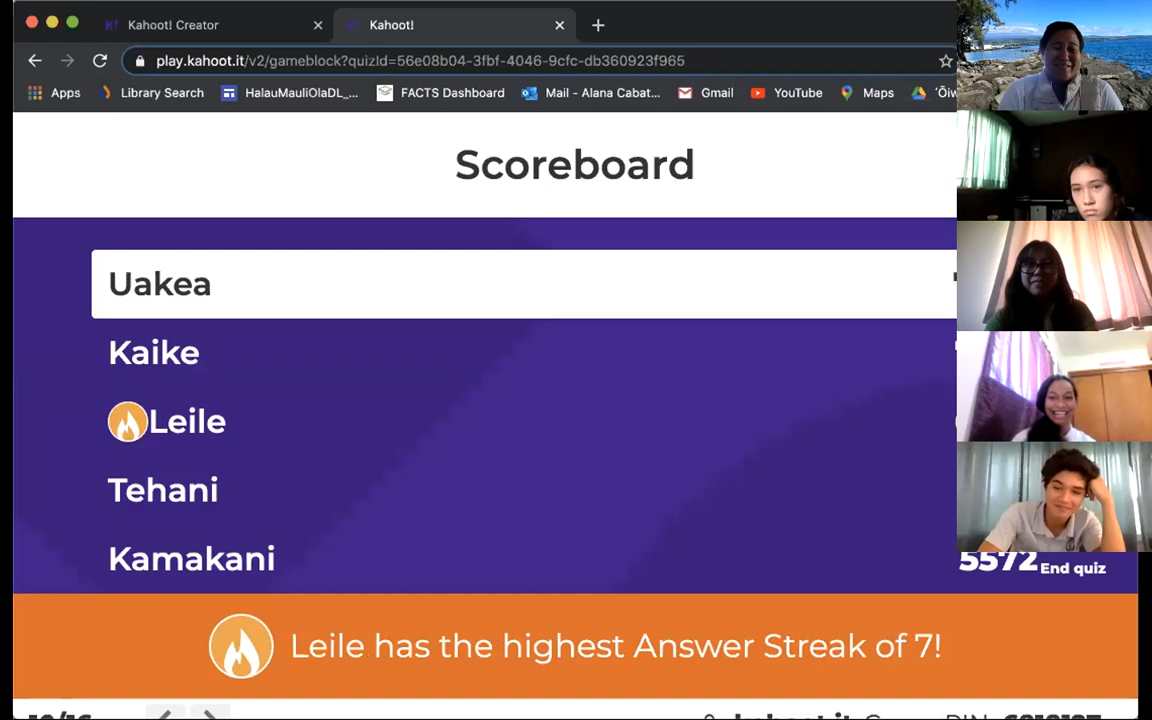 Kahoot! Creator
Kahoot!
play.kahoot.it/v2/gameblock?quizId=56e08b04-3fbf-4046-9cfc-db360923f965
Apps
Library Search
HalauMauliOlaDL_...
FACTS Dashboard
Mail - Alana Cabat...
Gmail
YouTube
Maps
Scoreboard
Uakea
Kaike
Leile
Tehani
Kamakani
5572
End quiz
Leile has the highest Answer Streak of 7!